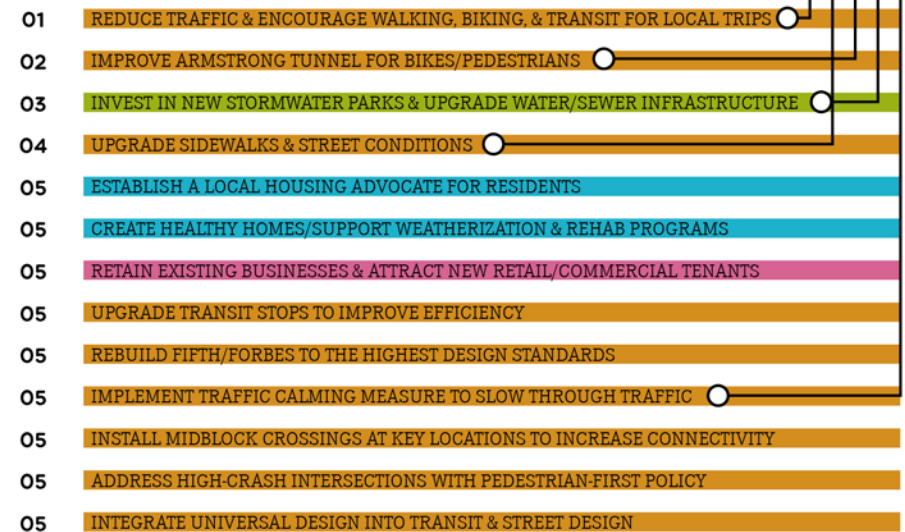 01 REDUCE TRAFFIC & ENCOURAGE WALKING, BIKING, & TRANSIT FOR LOCAL TRIPS
02 IMPROVE ARMSTRONG TUNNEL FOR BIKES/PEDESTRIANS
03 INVEST IN NEW STORMWATER PARKS & UPGRADE WATER/SEWER INFRASTRUCTURE
04 UPGRADE SIDEWALKS & STREET CONDITIONS
05 ESTABLISH A LOCAL HOUSING ADVOCATE FOR RESIDENTS
05 CREATE HEALTHY HOMES/SUPPORT WEATHERIZATION & REHAB PROGRAMS
05 RETAIN EXISTING BUSINESSES & ATTRACT NEW RETAIL/COMMERCIAL TENANTS
05 UPGRADE TRANSIT STOPS TO IMPROVE EFFICIENCY
05 REBUILD FIFTH/FORBES TO THE HIGHEST DESIGN STANDARDS
05 IMPLEMENT TRAFFIC CALMING MEASURE TO SLOW THROUGH TRAFFIC
05 INSTALL MIDBLOCK CROSSINGS AT KEY LOCATIONS TO INCREASE CONNECTIVITY
05 ADDRESS HIGH-CRASH INTERSECTIONS WITH PEDESTRIAN-FIRST POLICY
05 INTEGRATE UNIVERSAL DESIGN INTO TRANSIT & STREET DESIGN